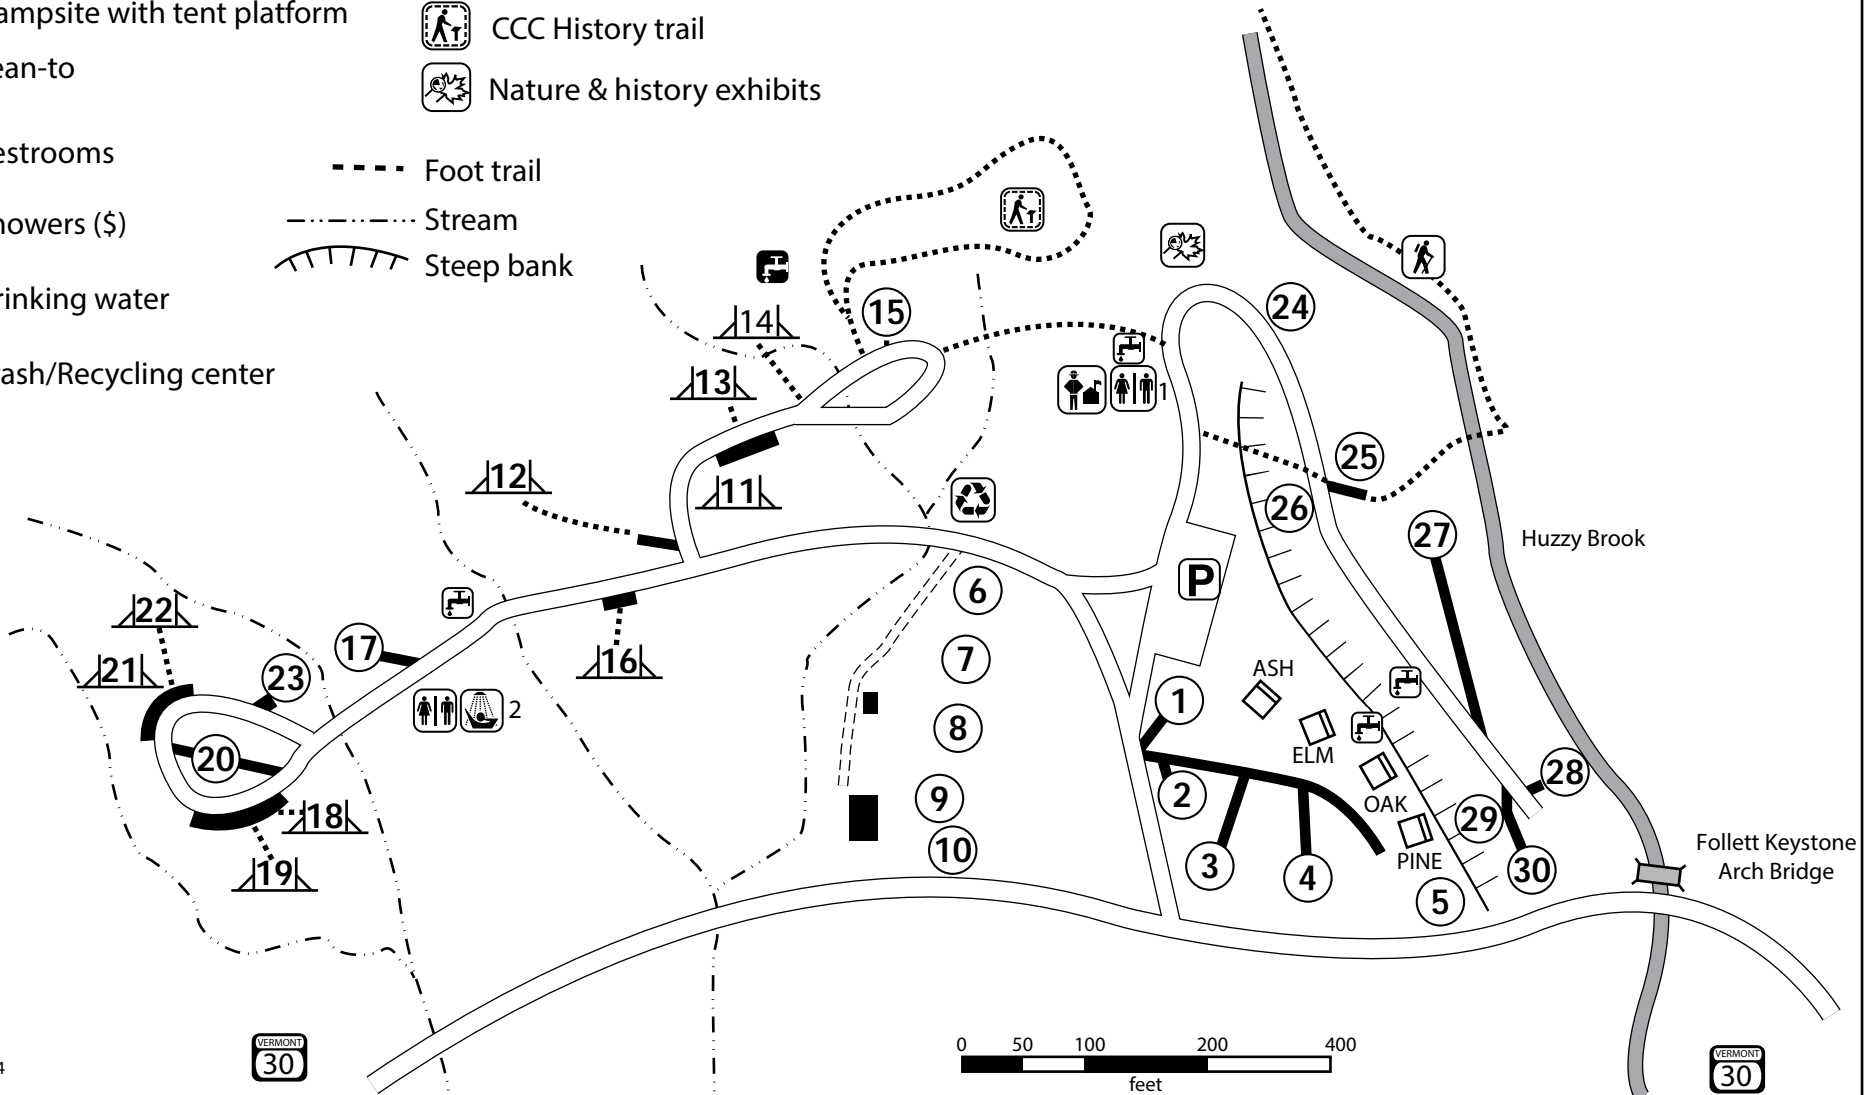 ampsite with tent platform
ean-to
estrooms
howers ($)
rinking water
rash/Recycling center
CCC History trail
Nature & history exhibits
Foot trail
Stream
Steep bank
15
14
13
12
11
24
1
25
26
27
Huzzy Brook
P
6
7
8
9
10
22
21
23
17
16
20
2
18
19
ASH
ELM
OAK
PINE
1
2
3
4
5
28
29
30
Follett Keystone
Arch Bridge
VERMONT
30
0 50 100 200 400
feet
VERMONT
30
4